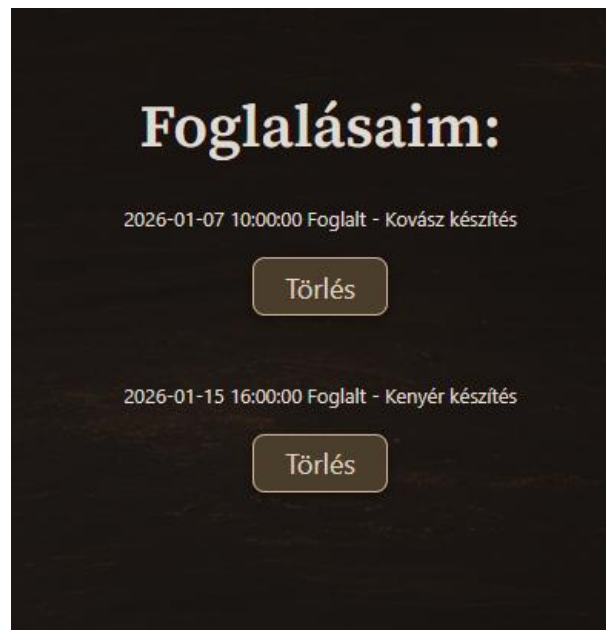 Foglalásaim:
2026-01-07 10:00:00 Foglalt - Kovász készítés
Törlés
2026-01-15 16:00:00 Foglalt - Kenyér készítés
Törlés